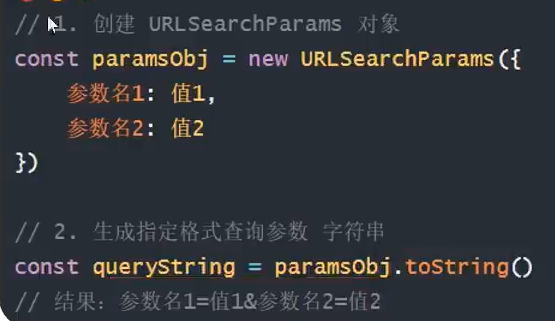 // 1. 创建 URLSearchParams 对象
const paramsObj = new URLSearchParams({
    参数名1: 值1,
    参数名2: 值2
})
// 2. 生成指定格式查询参数 字符串
const queryString = paramsObj.toString()
// 结果：参数名1=值1&参数名2=值2